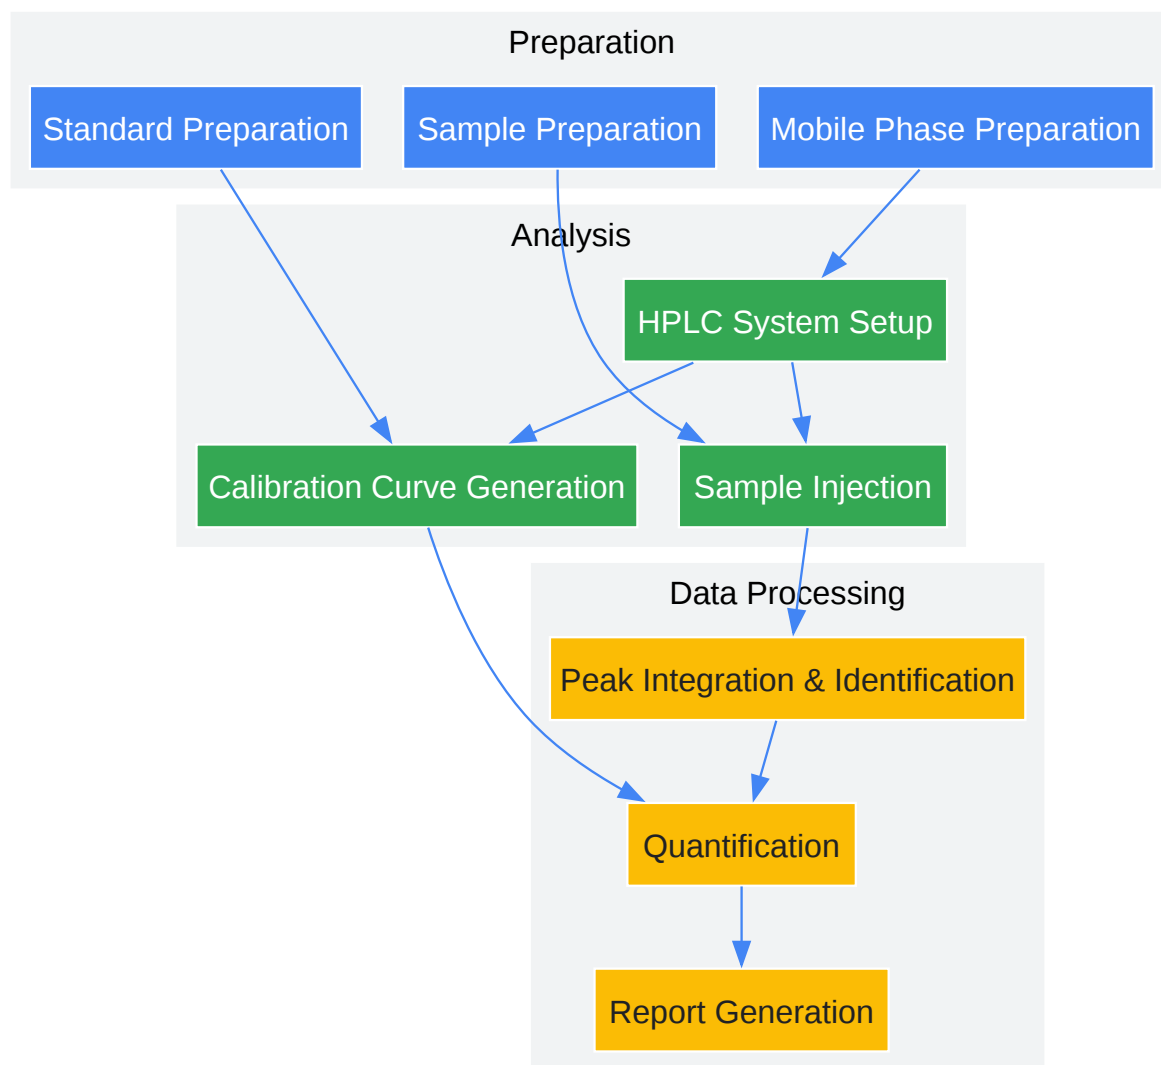 Preparation
Standard Preparation
Sample Preparation
Mobile Phase Preparation
Analysis
HPLC System Setup
Calibration Curve Generation
Sample Injection
Data Processing
Peak Integration & Identification
Quantification
Report Generation